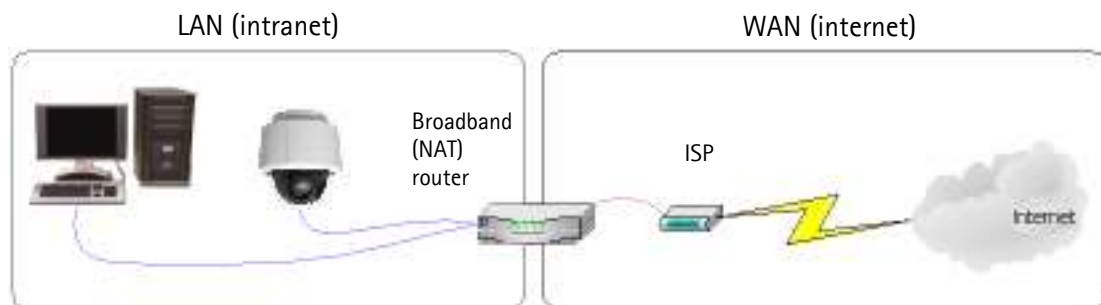 LAN (intranet)
WAN (internet)
Broadband
(NAT)
router
ISP
Internet